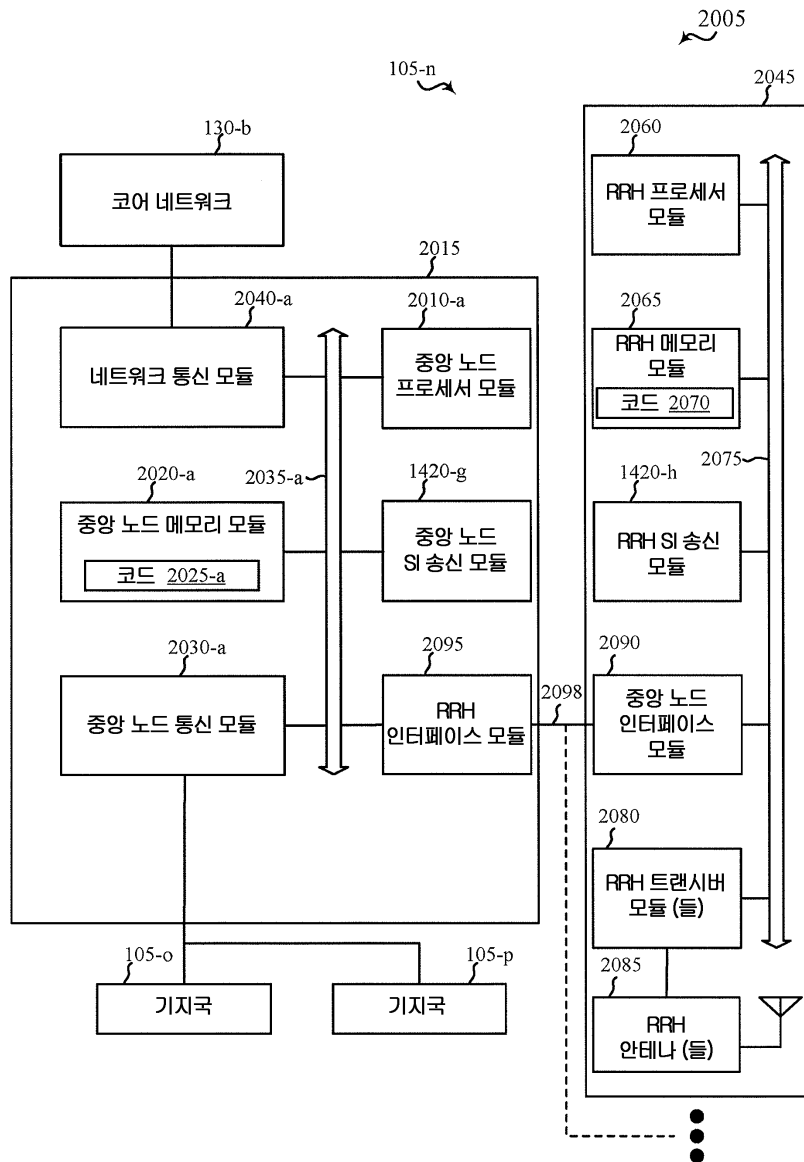 2005
105-n
2045
130-b
코어 네트워크
2060
RRH 프로세서
모듈
2015
2040-a
네트워크 통신 모듈
2010-a
중앙 노드
프로세서 모듈
2065
RRH 메모리
모듈
코드 2070
2020-a
중앙 노드 메모리 모듈
코드 2025-a
2035-a
1420-g
중앙 노드
SI 송신 모듈
2075
1420-h
RRH SI 송신
모듈
2030-a
중앙 노드 통신 모듈
2095
RRH
인터페이스 모듈
2098
2090
중앙 노드
인터페이스
모듈
2080
RRH 트랜시버
모듈 (들)
105-o
기지국
105-p
기지국
2085
RRH
안테나 (들)